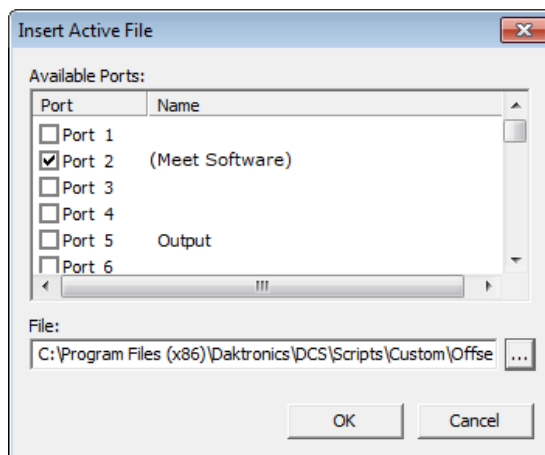 Insert Active File
Available Ports:
Port Name
Port 1
Port 2 (Meet Software)
Port 3
Port 4
Port 5 Output
Port 6
File:
C:\Program Files (x86)\Daktronics\DCS\Scripts\Custom\Offse ...
OK Cancel